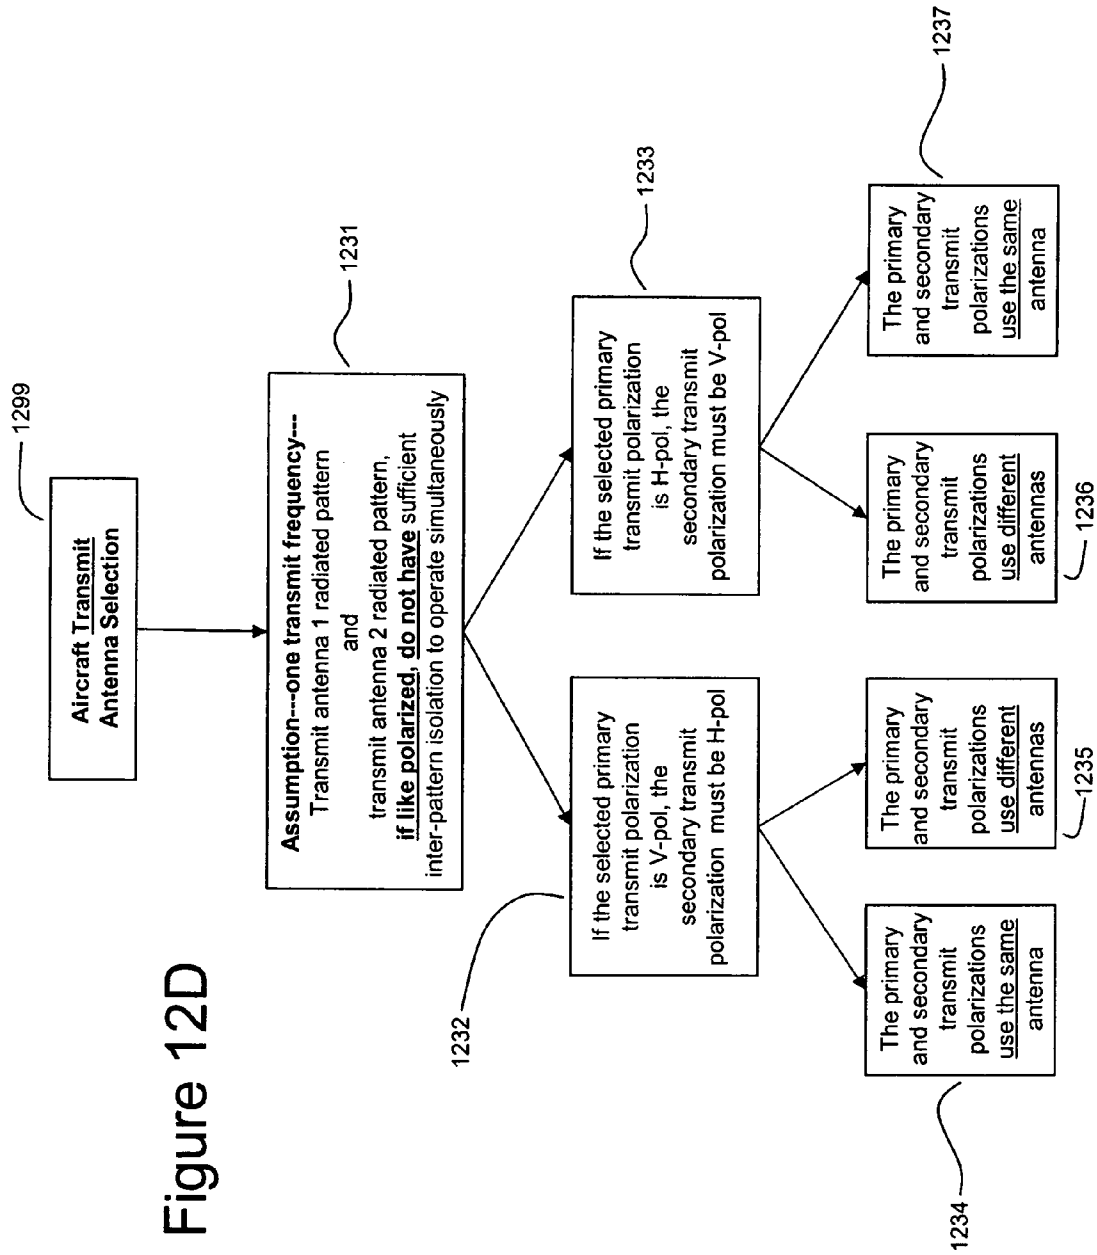 Figure 12D
1299
Aircraft Transmit
Antenna Selection
1231
Assumption---one transmit frequency---
Transmit antenna 1 radiated pattern
and
transmit antenna 2 radiated pattern,
if like polarized, do not have sufficient
inter-pattern isolation to operate simultaneously
1232
If the selected primary
transmit polarization
is V-pol, the
secondary transmit
polarization must be H-pol
1233
If the selected primary
transmit polarization
is H-pol, the
secondary transmit
polarization must be V-pol
1234
The primary
and secondary
transmit
polarizations
use the same
antenna
The primary
and secondary
transmit
polarizations
use different
antennas
1235
The primary
and secondary
transmit
polarizations
use different
antennas
1236
1237
The primary
and secondary
transmit
polarizations
use the same
antenna